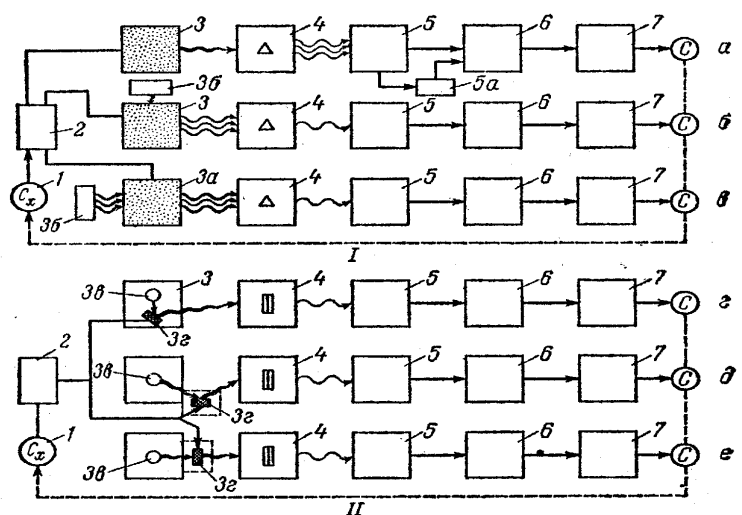 3 4 5 6 7 С а
3б 5а
2 3 4 5 6 7 С б
1 3а 4 5 6 7
Сх 3б С в
I
3в 3 4 5 6 7 С г
3г
2 3в 3г 4 5 6 7 С д
1 4 5 6 7
Сх 3в 3г С е
II